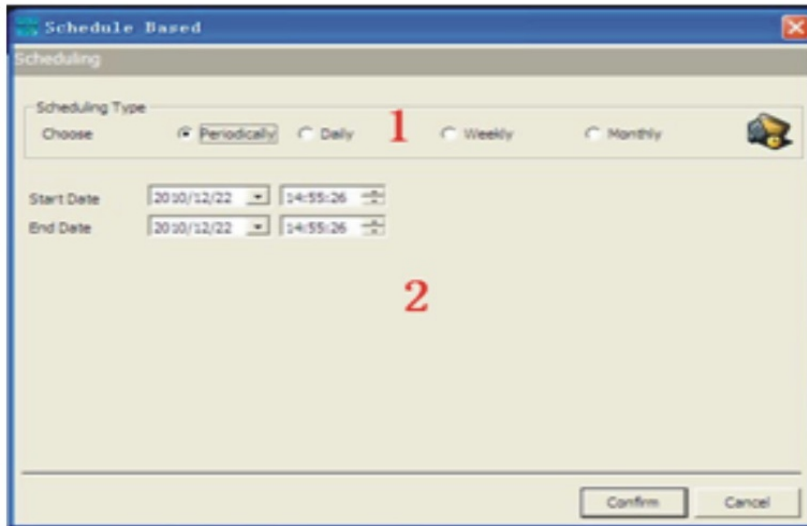 Schedule Based
Scheduling
Scheduling Type
Choose Periodically Daily 1 Weekly Monthly
Start Date 2010/12/22 14:55:26
End Date 2010/12/22 14:55:26
2
Confirm Cancel